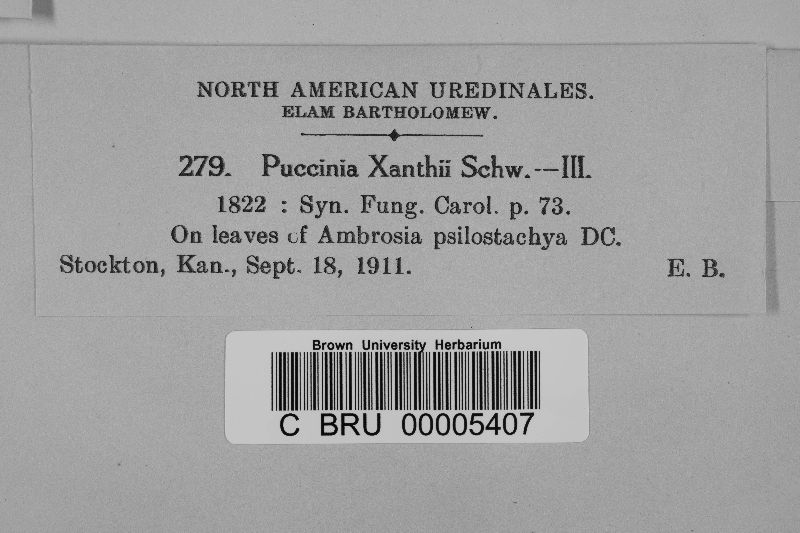 NORTH AMERICAN UREDINALES.
ELAM BARTHOLOMEW.
279. Puccinia Xanthii Schw.—III.
1822 : Syn. Fung. Carol. p. 73.
On leaves of Ambrosia psilostachya DC.
Stockton, Kan., Sept. 18, 1911. E. B.
Brown University Herbarium
C BRU 00005407